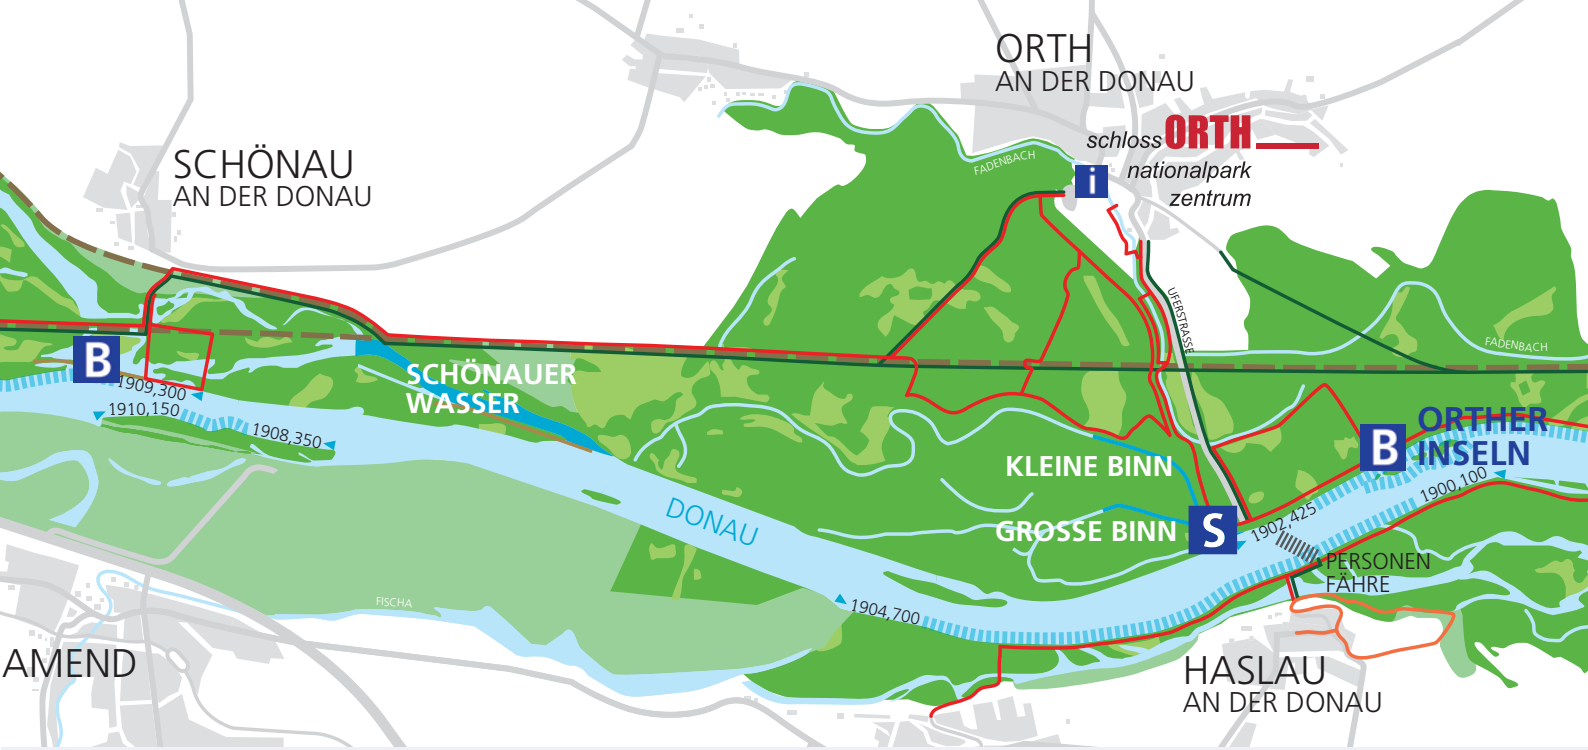 ORTH
AN DER DONAU
schloss ORTH
nationalpark
zentrum
i
FADENBACH
SCHÖNAU
AN DER DONAU
UFERSTRASSE
FADENBACH
B
SCHÖNAUER
WASSER
1909,300
1910,150
1908,350
B
ORTHER
INSELN
KLEINE BINN
1900,100
DONAU
GROSSE BINN
S
1902,425
PERSONEN
FÄHRE
FISCHA
1904,700
AMEND
HASLAU
AN DER DONAU